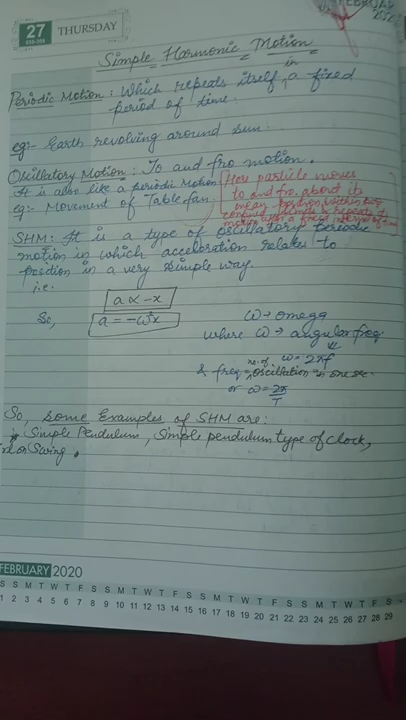 27 THURSDAY
FEBRUARY
Simple Harmonic Motion
Periodic Motion : Which repeats itself in a fixed
period of time.
eg:- Earth revolving around sun.
Oscillatory Motion : To and fro motion.
It is also like a periodic Motion
eg:- Movement of Table fan.
Here particle moves
to and fro about its
mean position within two
SHM: It is a type of oscillatory periodic
motion in which acceleration relates to
position in a very simple way.
i.e.
a ∝ -x
So, a = -ω²x
ω → omega
where ω → angular freq.
ω = 2πf
& freq = no. of oscillation in one sec
or ω = 2π/T
So, some Examples of SHM are:
Simple Pendulum, Simple pendulum type of clock,
Swing.
FEBRUARY 2020
S S M T W T F S S M T W T F S S M T W T F S S M T W T F S
1 2 3 4 5 6 7 8 9 10 11 12 13 14 15 16 17 18 19 20 21 22 23 24 25 26 27 28 29